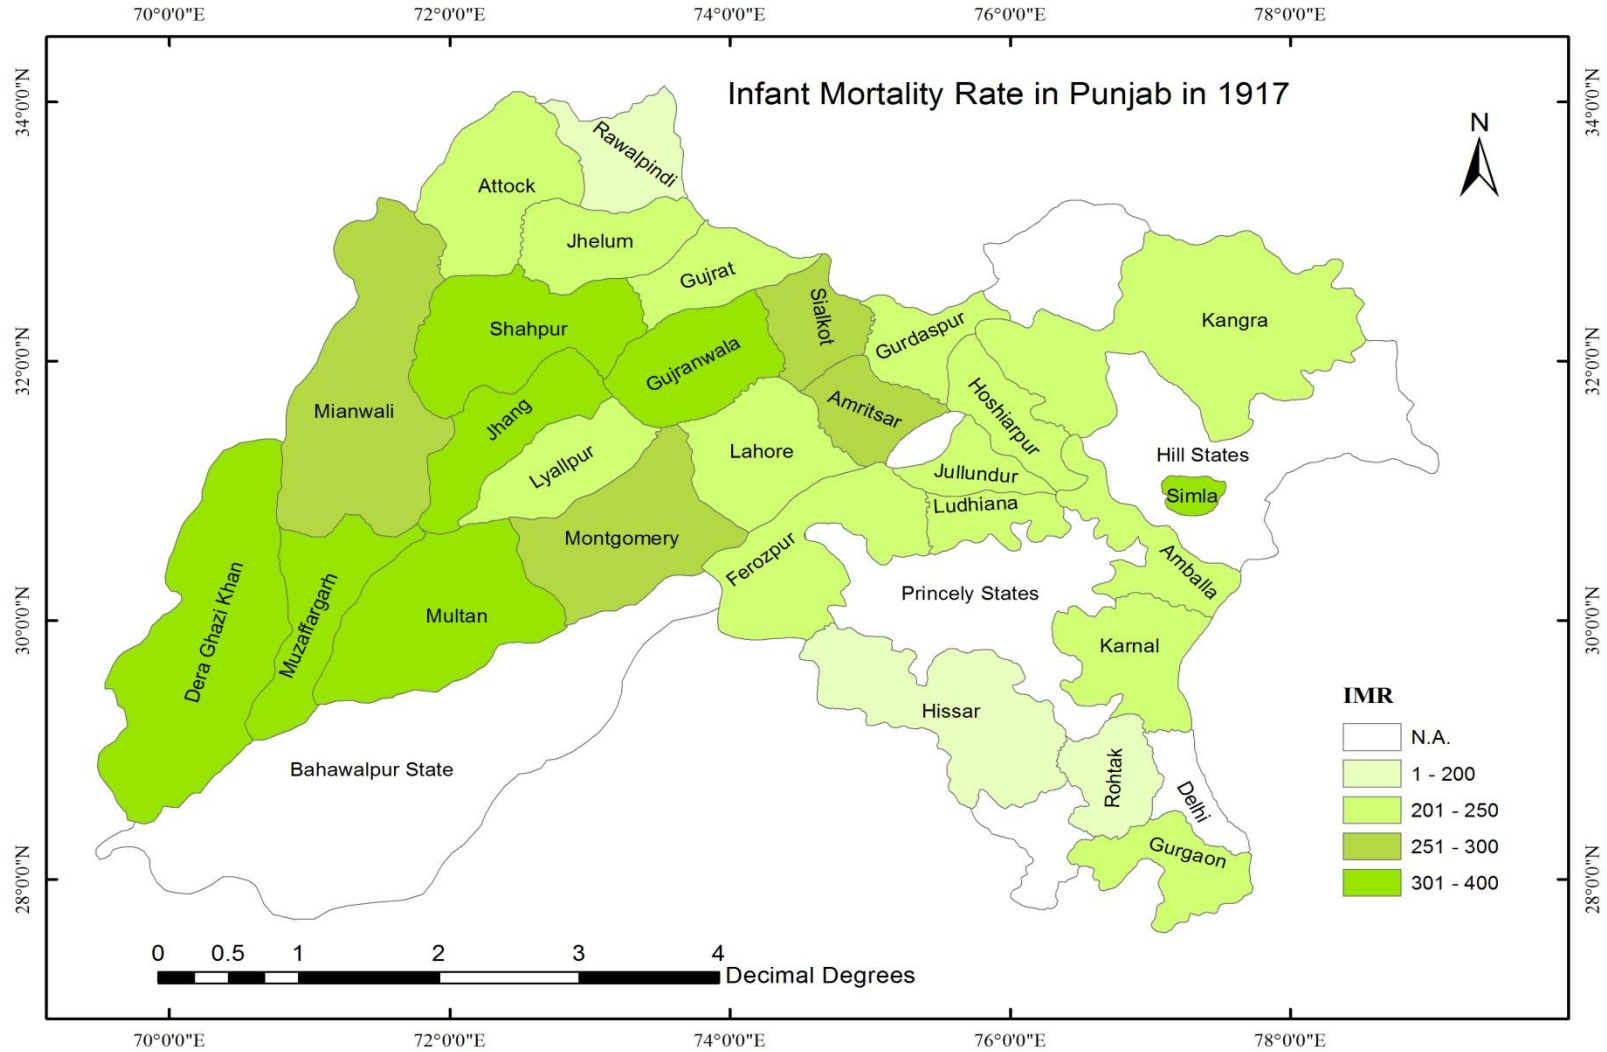 70°0'0"E 72°0'0"E 74°0'0"E 76°0'0"E 78°0'0"E
Infant Mortality Rate in Punjab in 1917
34°0'0"N 34°0'0"N
N
Rawalpindi
Attock
Jhelum
Gujrat
Kangra
Shahpur
Sialkot
Gurdaspur
32°0'0"N 32°0'0"N
Gujranwala
Mianwali
Jhang
Amritsar
Hoshiarpur
Lyallpur
Lahore
Hill States
Jullundur
Simla
Ludhiana
Montgomery
Ferozpur
Amballa
Princely States
Dera Ghazi Khan
Muzaffargarh
Multan
30°0'0"N 30°0'0"N
Karnal
Hissar
Bahawalpur State
Rohtak
Delhi
Gurgaon
28°0'0"N 28°0'0"N
IMR
N.A.
1 - 200
201 - 250
251 - 300
301 - 400
0 0.5 1 2 3 4
Decimal Degrees
70°0'0"E 72°0'0"E 74°0'0"E 76°0'0"E 78°0'0"E